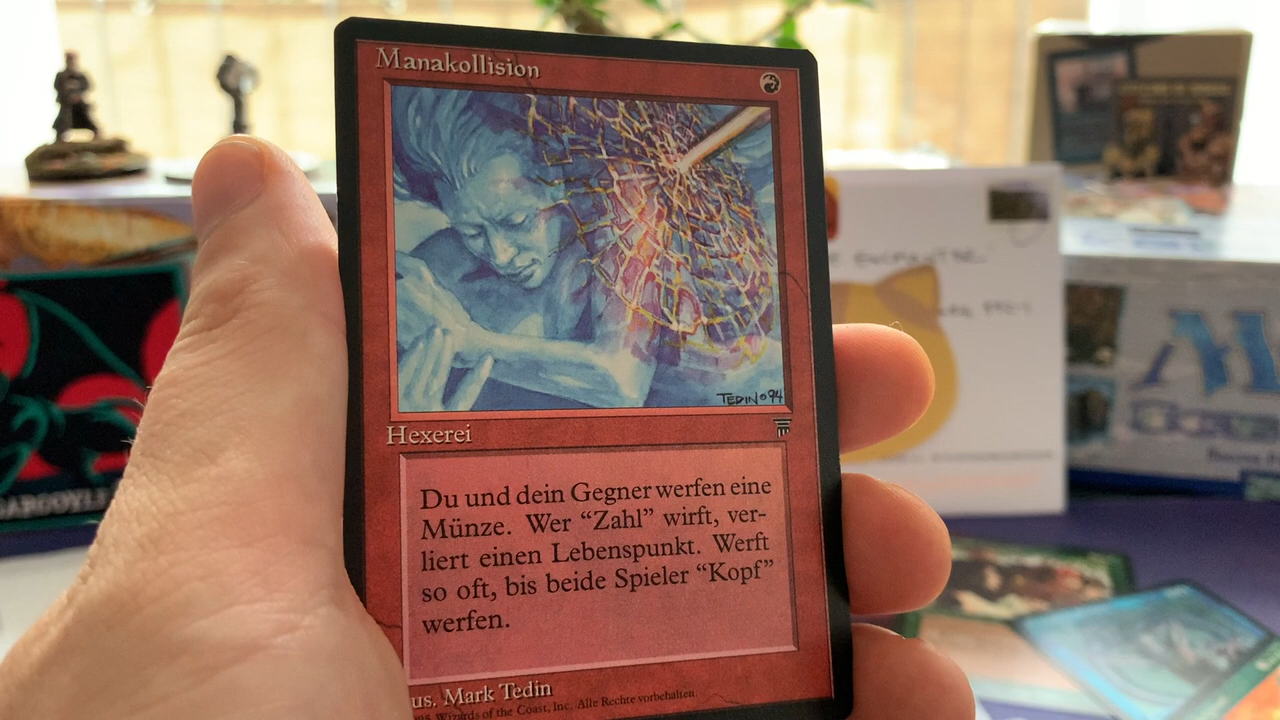 Manakollision
TEDIN 94
Hexerei
Du und dein Gegner werfen eine
Münze. Wer “Zahl” wirft, ver-
liert einen Lebenspunkt. Werft
so oft, bis beide Spieler “Kopf”
werfen.
us. Mark Tedin
Wizards of the Coast, Inc. Alle Rechte vorbehalten.
GARGOYLE